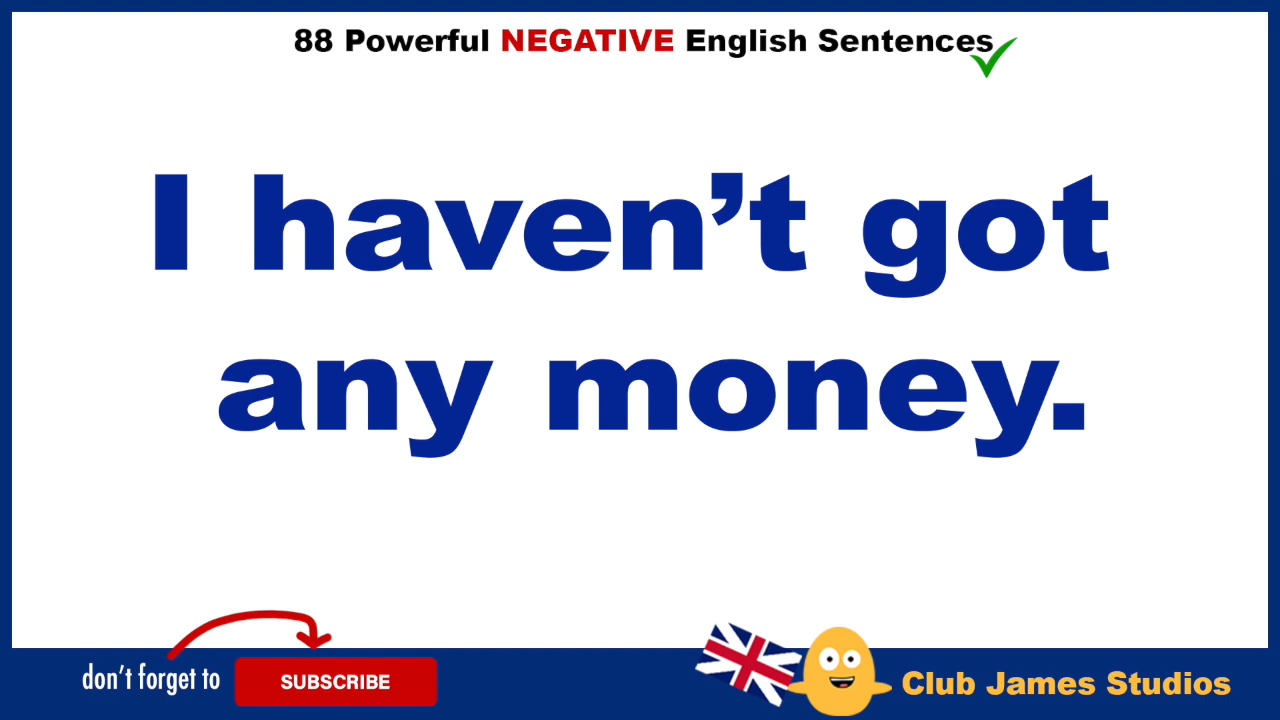 88 Powerful NEGATIVE English Sentences
I haven’t got
any money.
don't forget to
SUBSCRIBE
Club James Studios